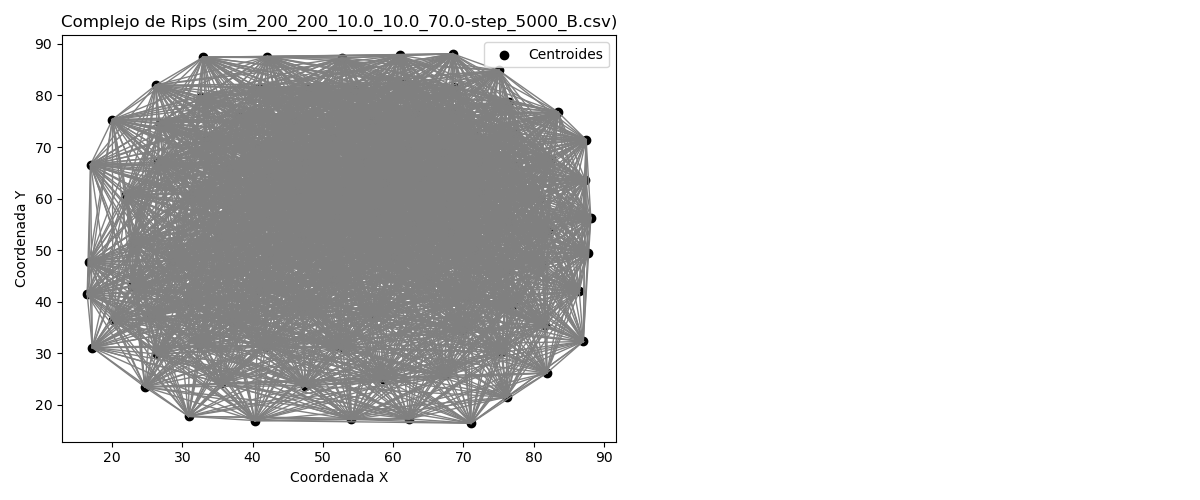 Complejo de Rips (sim_200_200_10.0_10.0_70.0-step_5000_B.csv)
Centroides
90
80
70
60
50
40
30
20
Coordenada Y
20 30 40 50 60 70 80 90
Coordenada X